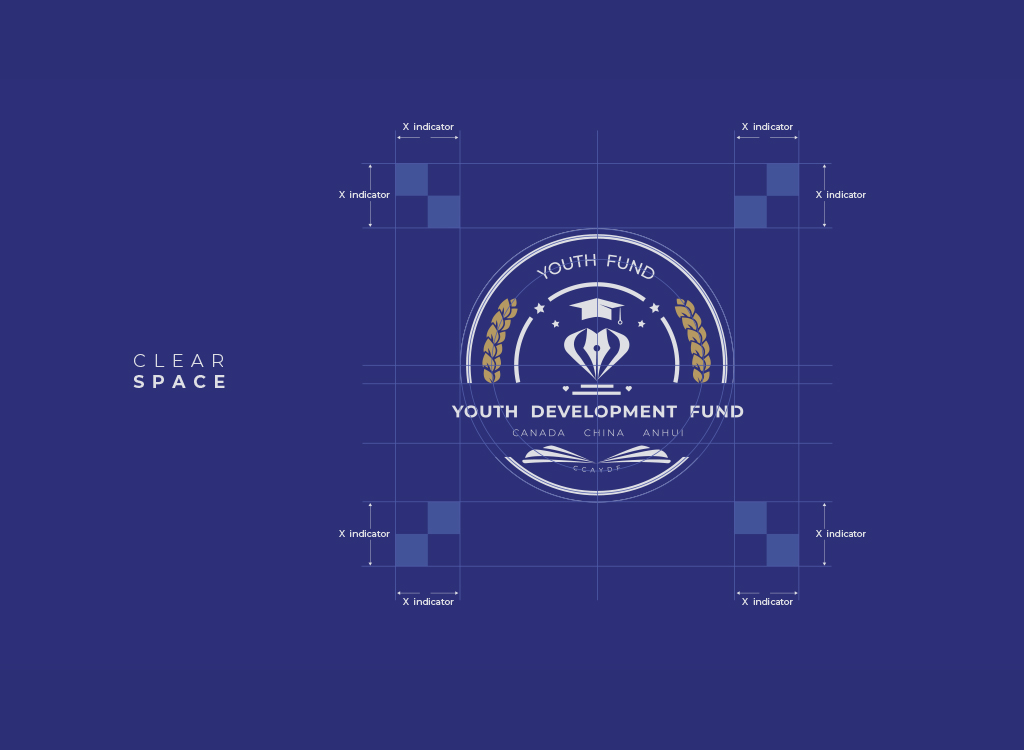 X indicator
X indicator
X indicator
X indicator
YOUTH FUND
CLEAR
SPACE
YOUTH DEVELOPMENT FUND
CANADA CHINA ANHUI
CCAYDF
X indicator
X indicator
X indicator
X indicator